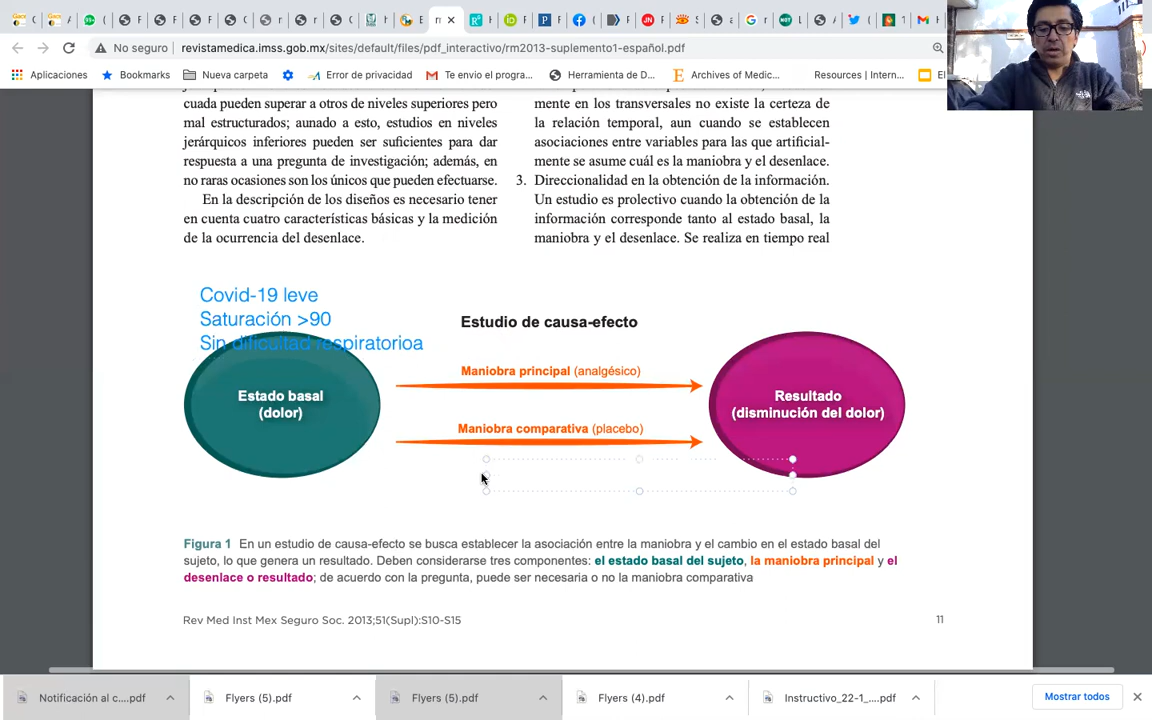 No seguro
revistamedica.imss.gob.mx/sites/default/files/pdf_interactivo/rm2013-suplemento1-español.pdf
Aplicaciones
Bookmarks
Nueva carpeta
Error de privacidad
Te envio el progra...
Herramienta de D...
Archives of Medic...
Resources | Intern...
El
cuada pueden superar a otros de niveles superiores pero
mal estructurados; aunado a esto, estudios en niveles
jerárquicos inferiores pueden ser suficientes para dar
respuesta a una pregunta de investigación; además, en
no raras ocasiones son los únicos que pueden efectuarse.
En la descripción de los diseños es necesario tener
en cuenta cuatro características básicas y la medición
de la ocurrencia del desenlace.
mente en los transversales no existe la certeza de
la relación temporal, aun cuando se establecen
asociaciones entre variables para las que artificial-
mente se asume cuál es la maniobra y el desenlace.
3. Direccionalidad en la obtención de la información.
Un estudio es prolectivo cuando la obtención de la
información corresponde tanto al estado basal, la
maniobra y el desenlace. Se realiza en tiempo real
Covid-19 leve
Saturación >90
Sin dificultad respiratorioa
Estudio de causa-efecto
Estado basal
(dolor)
Maniobra principal (analgésico)
Maniobra comparativa (placebo)
Resultado
(disminución del dolor)
Figura 1 En un estudio de causa-efecto se busca establecer la asociación entre la maniobra y el cambio en el estado basal del
sujeto, lo que genera un resultado. Deben considerarse tres componentes: el estado basal del sujeto, la maniobra principal y el
desenlace o resultado; de acuerdo con la pregunta, puede ser necesaria o no la maniobra comparativa
Rev Med Inst Mex Seguro Soc. 2013;51(Supl):S10-S15
11
Notificación al c....pdf
Flyers (5).pdf
Flyers (5).pdf
Flyers (4).pdf
Instructivo_22-1_....pdf
Mostrar todos